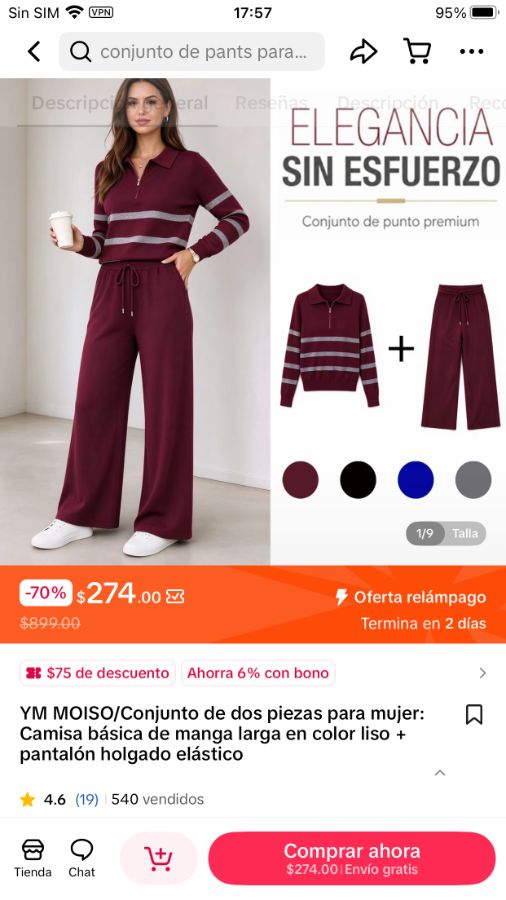 Sin SIM VPN 17:57 95%
conjunto de pants para...
Descripción general Reseñas Descripción Reco
ELEGANCIA
SIN ESFUERZO
Conjunto de punto premium
+
1/9 Talla
-70% $274.00 Oferta relámpago
$899.00 Termina en 2 días
$75 de descuento Ahorra 6% con bono
YM MOISO/Conjunto de dos piezas para mujer:
Camisa básica de manga larga en color liso +
pantalón holgado elástico
4.6 (19) 540 vendidos
Tienda Chat Comprar ahora
$274.00 | Envío gratis